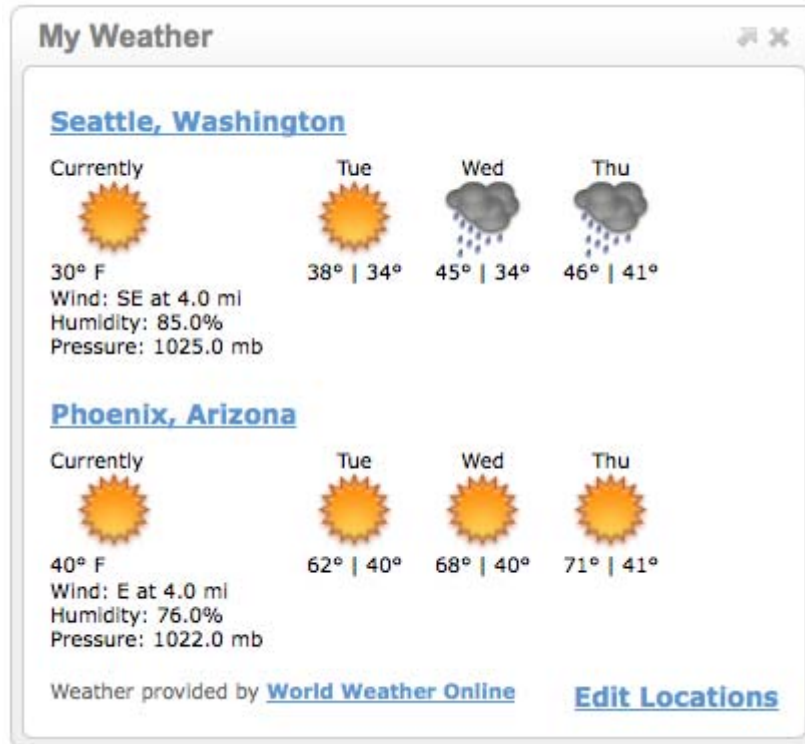 My Weather
Seattle, Washington
Currently Tue Wed Thu
30° F 38° | 34° 45° | 34° 46° | 41°
Wind: SE at 4.0 mi
Humidity: 85.0%
Pressure: 1025.0 mb
Phoenix, Arizona
Currently Tue Wed Thu
40° F 62° | 40° 68° | 40° 71° | 41°
Wind: E at 4.0 mi
Humidity: 76.0%
Pressure: 1022.0 mb
Weather provided by World Weather Online Edit Locations